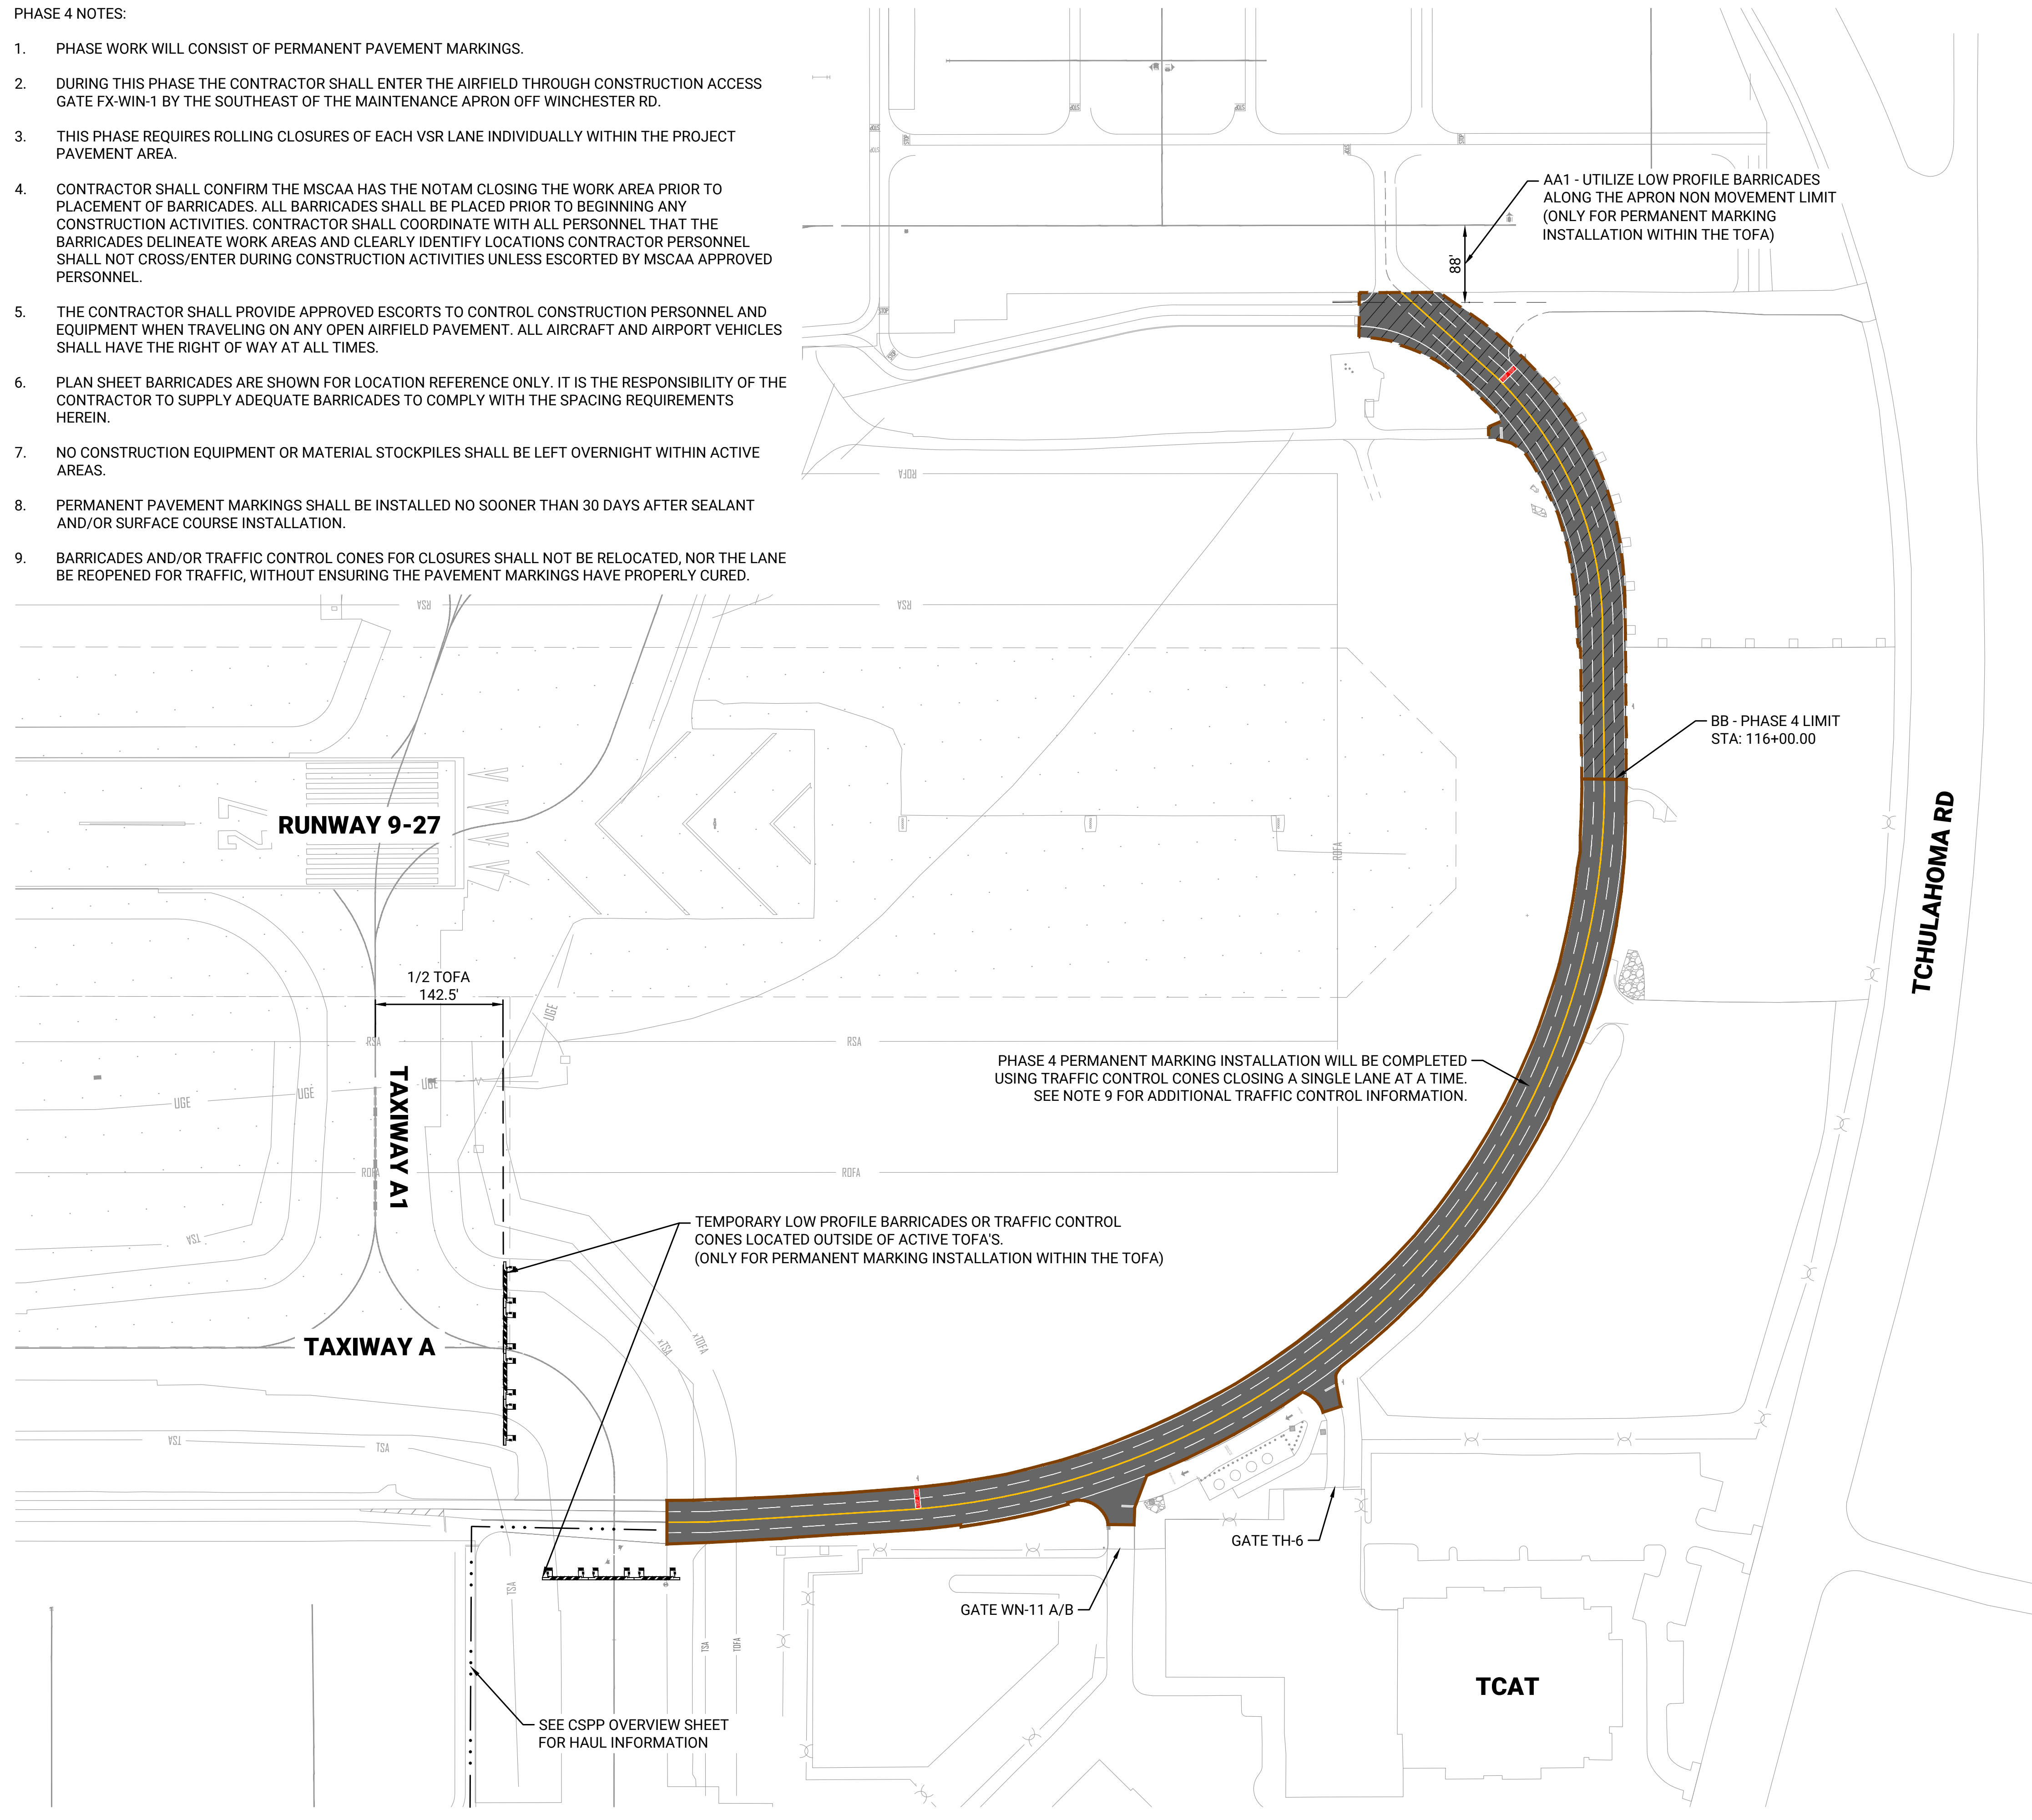 PHASE 4 NOTES:
1. PHASE WORK WILL CONSIST OF PERMANENT PAVEMENT MARKINGS.
2. DURING THIS PHASE THE CONTRACTOR SHALL ENTER THE AIRFIELD THROUGH CONSTRUCTION ACCESS
GATE FX-WIN-1 BY THE SOUTHEAST OF THE MAINTENANCE APRON OFF WINCHESTER RD.
3. THIS PHASE REQUIRES ROLLING CLOSURES OF EACH VSR LANE INDIVIDUALLY WITHIN THE PROJECT
PAVEMENT AREA.
4. CONTRACTOR SHALL CONFIRM THE MSCAA HAS THE NOTAM CLOSING THE WORK AREA PRIOR TO
PLACEMENT OF BARRICADES. ALL BARRICADES SHALL BE PLACED PRIOR TO BEGINNING ANY
CONSTRUCTION ACTIVITIES. CONTRACTOR SHALL COORDINATE WITH ALL PERSONNEL THAT THE
BARRICADES DELINEATE WORK AREAS AND CLEARLY IDENTIFY LOCATIONS CONTRACTOR PERSONNEL
SHALL NOT CROSS/ENTER DURING CONSTRUCTION ACTIVITIES UNLESS ESCORTED BY MSCAA APPROVED
PERSONNEL.
5. THE CONTRACTOR SHALL PROVIDE APPROVED ESCORTS TO CONTROL CONSTRUCTION PERSONNEL AND
EQUIPMENT WHEN TRAVELING ON ANY OPEN AIRFIELD PAVEMENT. ALL AIRCRAFT AND AIRPORT VEHICLES
SHALL HAVE THE RIGHT OF WAY AT ALL TIMES.
6. PLAN SHEET BARRICADES ARE SHOWN FOR LOCATION REFERENCE ONLY. IT IS THE RESPONSIBILITY OF THE
CONTRACTOR TO SUPPLY ADEQUATE BARRICADES TO COMPLY WITH THE SPACING REQUIREMENTS
HEREIN.
7. NO CONSTRUCTION EQUIPMENT OR MATERIAL STOCKPILES SHALL BE LEFT OVERNIGHT WITHIN ACTIVE
AREAS.
8. PERMANENT PAVEMENT MARKINGS SHALL BE INSTALLED NO SOONER THAN 30 DAYS AFTER SEALANT
AND/OR SURFACE COURSE INSTALLATION.
9. BARRICADES AND/OR TRAFFIC CONTROL CONES FOR CLOSURES SHALL NOT BE RELOCATED, NOR THE LANE
BE REOPENED FOR TRAFFIC, WITHOUT ENSURING THE PAVEMENT MARKINGS HAVE PROPERLY CURED.
STOP
STOP
STOP
STOP
STOP
STOP
STOP
STOP
STOP
AA1 - UTILIZE LOW PROFILE BARRICADES
ALONG THE APRON NON MOVEMENT LIMIT
(ONLY FOR PERMANENT MARKING
INSTALLATION WITHIN THE TOFA)
88'
ROFA
RSA
RSA
BB - PHASE 4 LIMIT
STA: 116+00.00
27
RUNWAY 9-27
ROFA
TCHULAHOMA RD
1/2 TOFA
142.5'
UGE
RSA
RSA
UGE
UGE
UGE
TAXIWAY A1
PHASE 4 PERMANENT MARKING INSTALLATION WILL BE COMPLETED
USING TRAFFIC CONTROL CONES CLOSING A SINGLE LANE AT A TIME.
SEE NOTE 9 FOR ADDITIONAL TRAFFIC CONTROL INFORMATION.
ROFA
ROFA
TSA
TEMPORARY LOW PROFILE BARRICADES OR TRAFFIC CONTROL
CONES LOCATED OUTSIDE OF ACTIVE TOFA'S.
(ONLY FOR PERMANENT MARKING INSTALLATION WITHIN THE TOFA)
TAXIWAY A
xTSA
xTOFA
TSA
TSA
TSA
TSA
TOFA
GATE TH-6
GATE WN-11 A/B
TCAT
SEE CSPP OVERVIEW SHEET
FOR HAUL INFORMATION